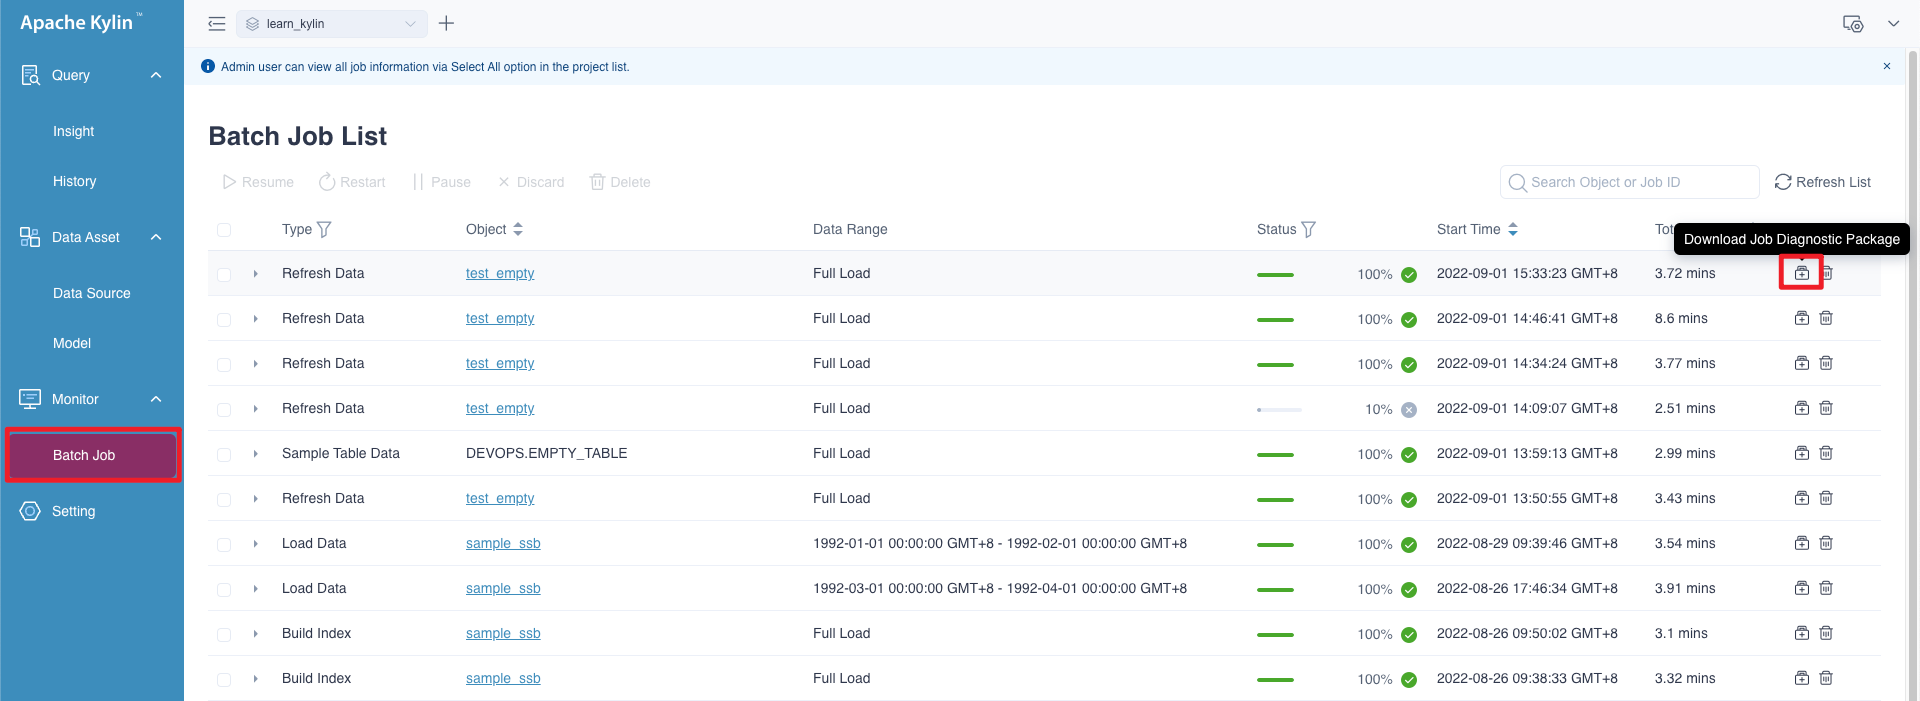 Apache Kylin™
learn_kylin
Admin user can view all job information via Select All option in the project list.
Query
Insight
History
Data Asset
Data Source
Model
Monitor
Batch Job
Setting
Batch Job List
Resume Restart Pause Discard Delete
Search Object or Job ID
Refresh List
Type Object Data Range Status Start Time Tot
Download Job Diagnostic Package
Refresh Data test_empty Full Load 100% 2022-09-01 15:33:23 GMT+8 3.72 mins
Refresh Data test_empty Full Load 100% 2022-09-01 14:46:41 GMT+8 8.6 mins
Refresh Data test_empty Full Load 100% 2022-09-01 14:34:24 GMT+8 3.77 mins
Refresh Data test_empty Full Load 10% 2022-09-01 14:09:07 GMT+8 2.51 mins
Sample Table Data DEVOPS.EMPTY_TABLE Full Load 100% 2022-09-01 13:59:13 GMT+8 2.99 mins
Refresh Data test_empty Full Load 100% 2022-09-01 13:50:55 GMT+8 3.43 mins
Load Data sample_ssb 1992-01-01 00:00:00 GMT+8 - 1992-02-01 00:00:00 GMT+8 100% 2022-08-29 09:39:46 GMT+8 3.54 mins
Load Data sample_ssb 1992-03-01 00:00:00 GMT+8 - 1992-04-01 00:00:00 GMT+8 100% 2022-08-26 17:46:34 GMT+8 3.91 mins
Build Index sample_ssb Full Load 100% 2022-08-26 09:50:02 GMT+8 3.1 mins
Build Index sample_ssb Full Load 100% 2022-08-26 09:38:33 GMT+8 3.32 mins